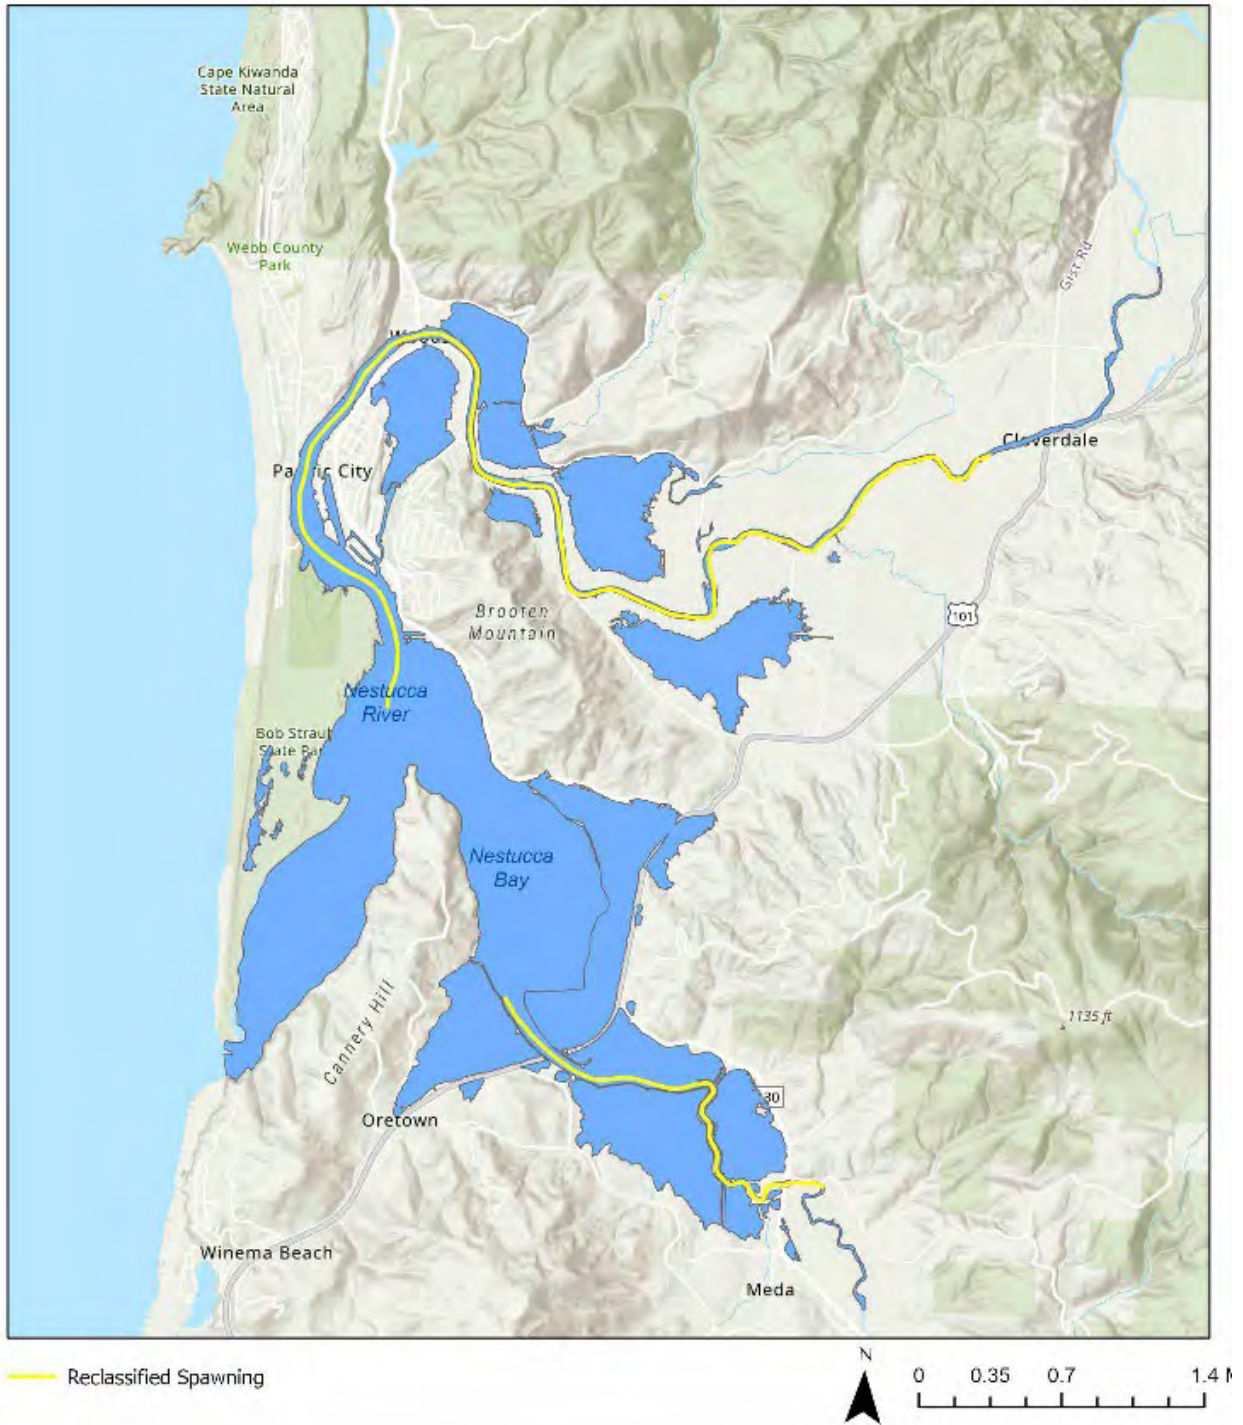 Cape Kiwanda
State Natural
Area
Webb County
Park
Gist Rd
Cloverdale
Pacific City
101
Brooten
Mountain
Nestucca
River
Bob Straub
State Par
Nestucca
Bay
1135 ft
Cannery Hill
30
Oretown
Winema Beach
Meda
Reclassified Spawning
N
0 0.35 0.7 1.4